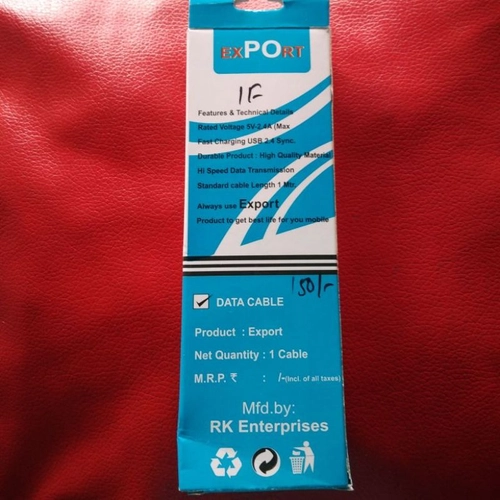 EXPORT
1F
Features & Technical Details
Rated Voltage 5V-2.4A (Max
Fast Charging USB 2.4 Sync.
Durable Product : High Quality Material
Hi Speed Data Transmission
Standard cable Length 1 Mtr.
Always use Export
Product to get best life for you mobile
150/-
DATA CABLE
Product : Export
Net Quantity : 1 Cable
M.R.P. ₹ : /-(Incl. of all taxes)
Mfd.by:
RK Enterprises